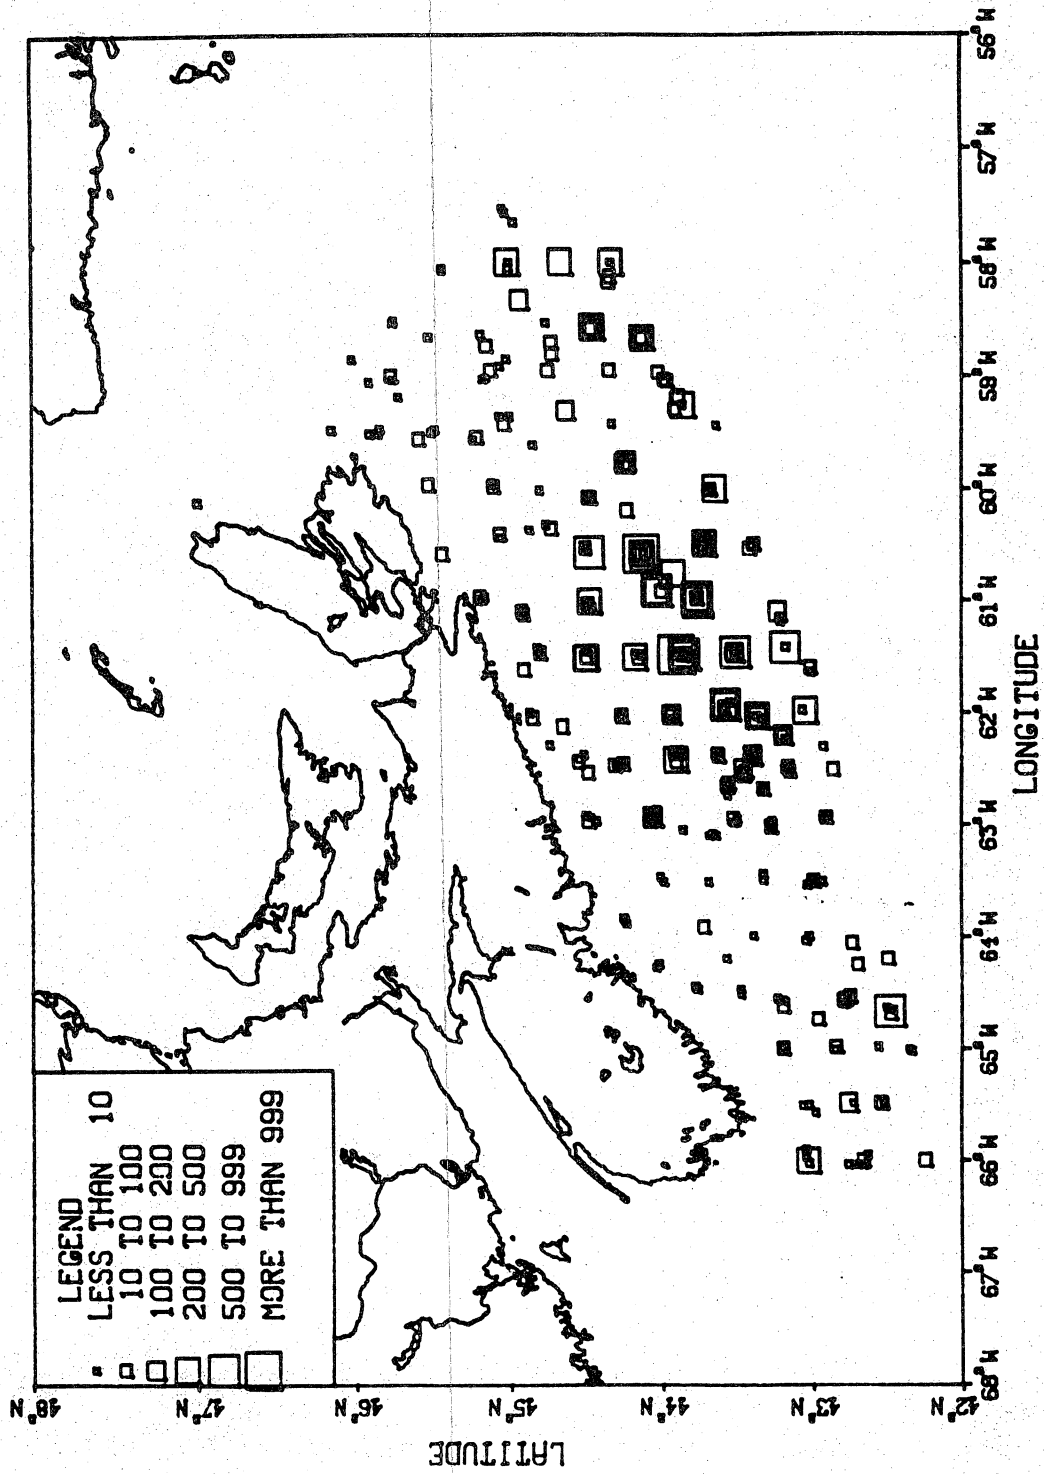 LEGEND
LESS THAN 10
10 TO 100
100 TO 200
200 TO 500
500 TO 999
MORE THAN 999
LATITUDE
48°N
47°N
46°N
45°N
44°N
43°N
42°N
68°W
67°W
66°W
65°W
64°W
63°W
62°W
61°W
60°W
59°W
58°W
57°W
56°W
LONGITUDE